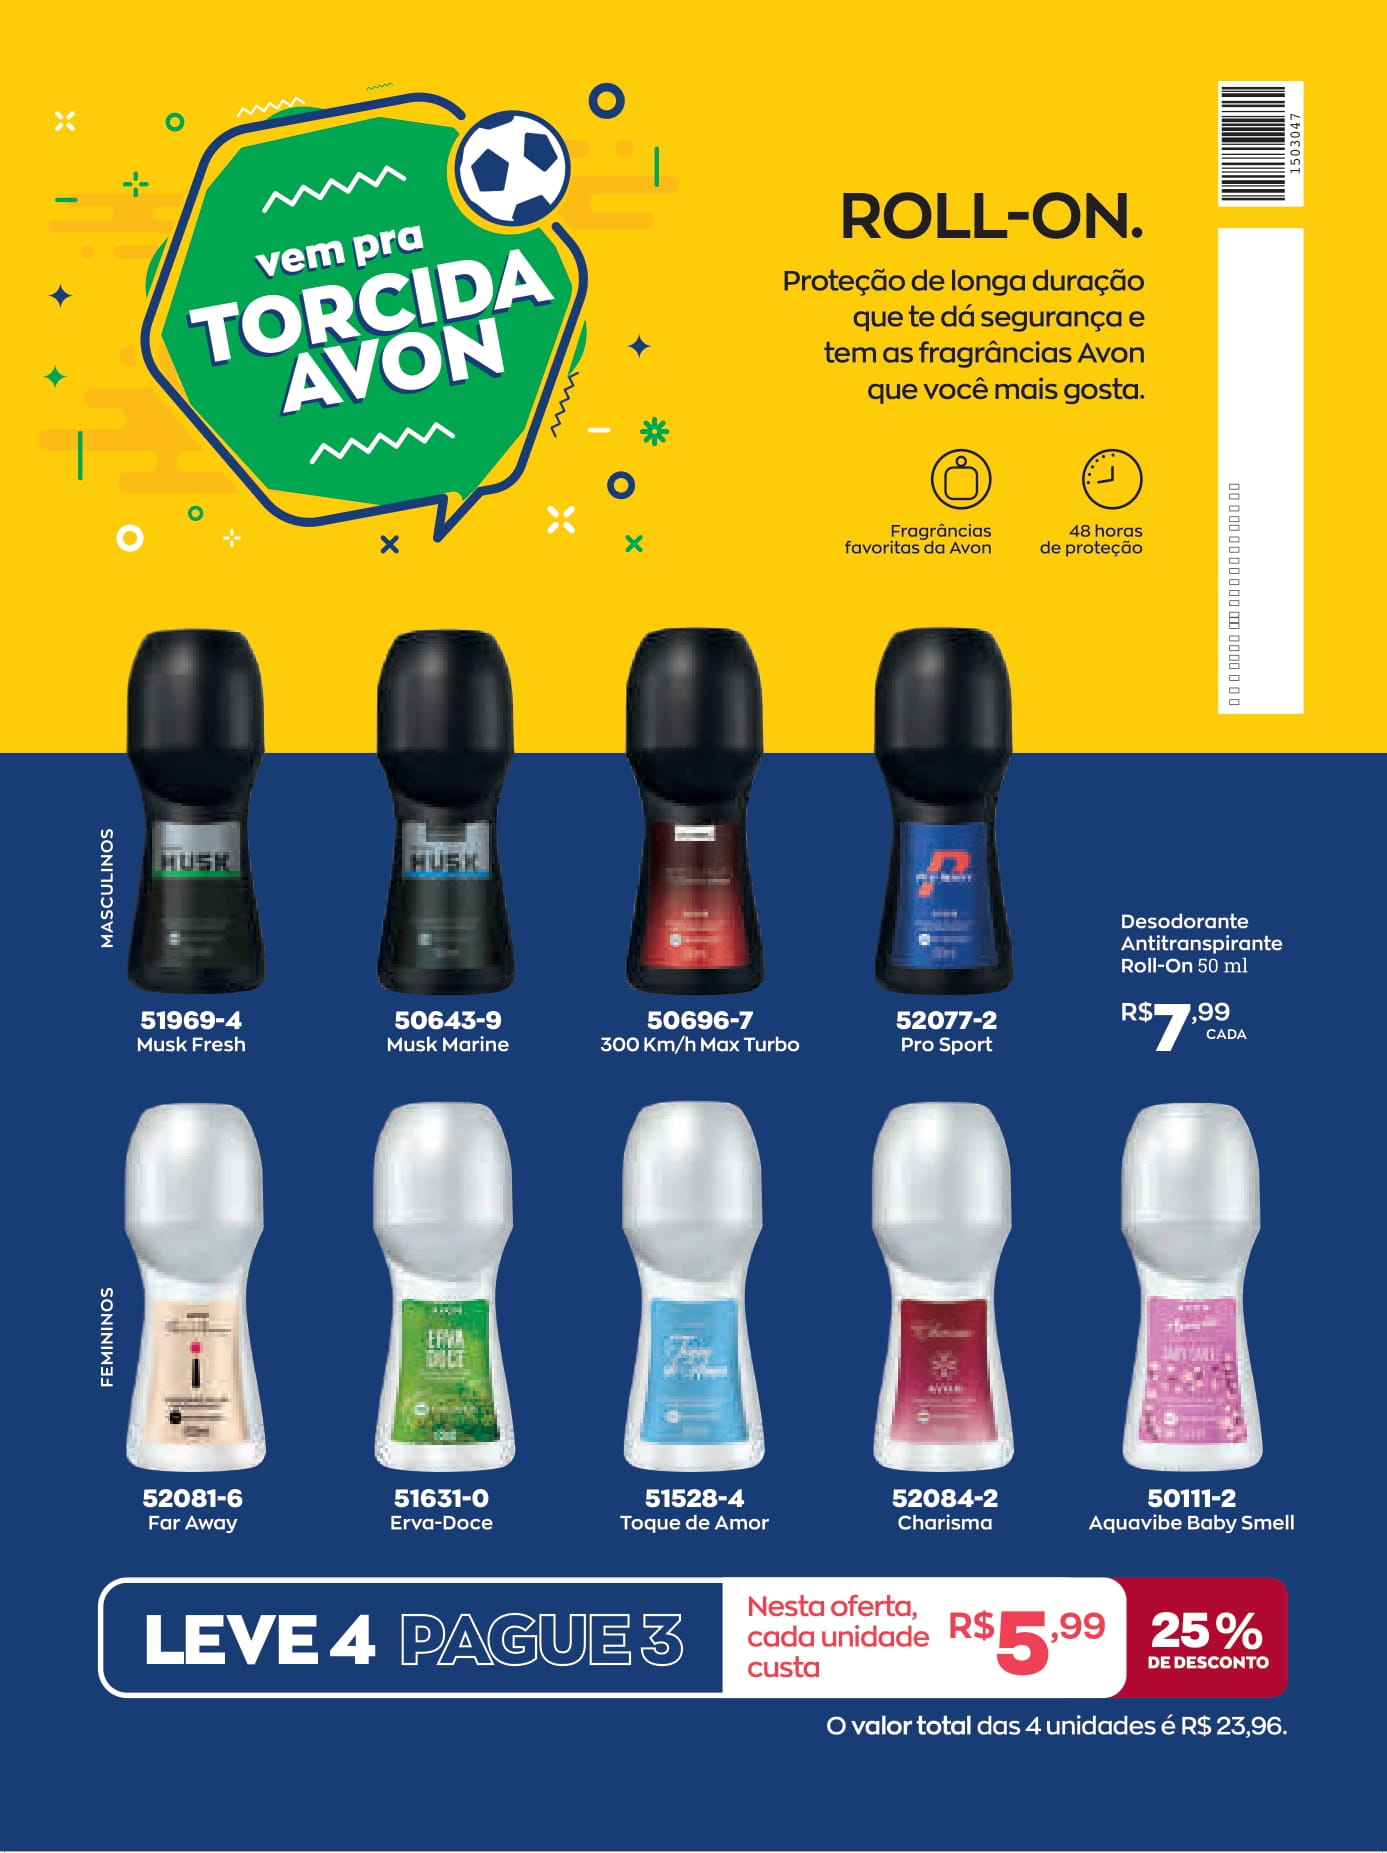 vem pra
TORCIDA
AVON
1503047
ROLL-ON.
Proteção de longa duração
que te dá segurança e
tem as fragrâncias Avon
que você mais gosta.
Fragrâncias
favoritas da Avon
48 horas
de proteção
MASCULINOS
MUSK
MUSK
51969-4
Musk Fresh
50643-9
Musk Marine
50696-7
300 Km/h Max Turbo
52077-2
Pro Sport
Desodorante
Antitranspirante
Roll-On 50 ml
R$7,99
CADA
FEMININOS
AVON
ERVA
DOCE
AVON
AVON
52081-6
Far Away
51631-0
Erva-Doce
51528-4
Toque de Amor
52084-2
Charisma
50111-2
Aquavibe Baby Smell
LEVE 4 PAGUE 3
Nesta oferta,
cada unidade
custa
R$5,99
25%
DE DESCONTO
O valor total das 4 unidades é R$ 23,96.